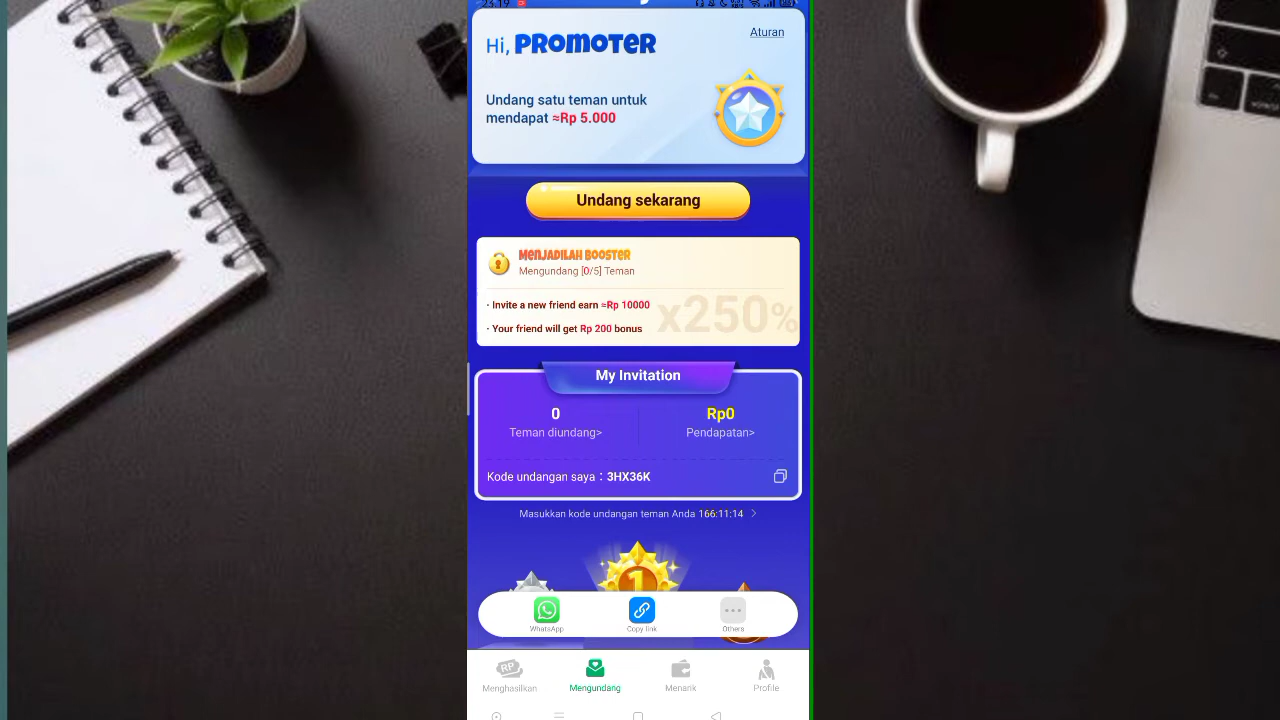 23.19
Hi, PROMOTER
Aturan
Undang satu teman untuk
mendapat ≈Rp 5.000
Undang sekarang
MENJADILAH BOOSTER
Mengundang [0/5] Teman
· Invite a new friend earn ≈Rp 10000
· Your friend will get Rp 200 bonus
x250%
My Invitation
0
Teman diundang>
Rp0
Pendapatan>
Kode undangan saya : 3HX36K
Masukkan kode undangan teman Anda 166:11:14 >
1
WhatsApp
Copy link
Others
RP
Menghasilkan
Mengundang
Menarik
Profile